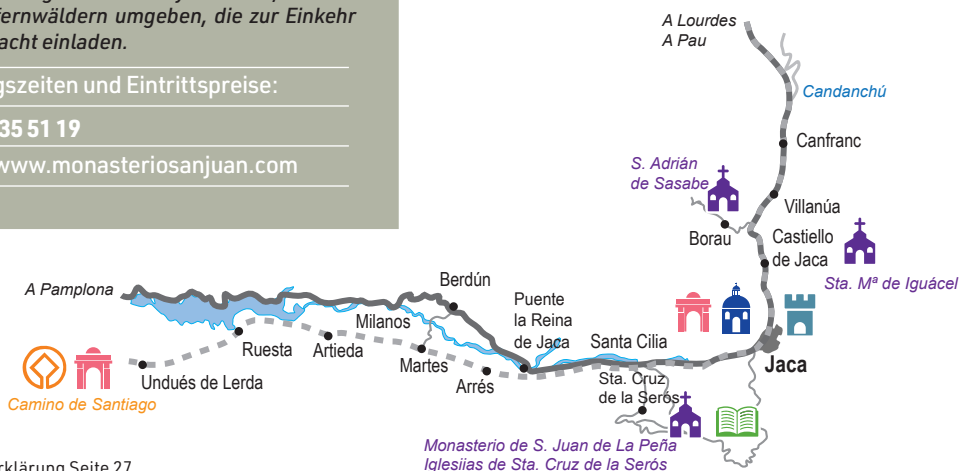 fernwäldern umgeben, die zur Einkehr
acht einladen.
gszeiten und Eintrittspreise:
35 51 19
www.monasteriosanjuan.com
A Lourdes
A Pau
Candanchú
Canfranc
S. Adrián
de Sasabe
Villanúa
Borau
Castiello
de Jaca
Sta. Mª de Iguácel
A Pamplona
Berdún
Puente
la Reina
de Jaca
Milanos
Santa Cilia
Ruesta
Artieda
Martes
Jaca
Undués de Lerda
Arrés
Sta. Cruz
de la Serós
Camino de Santiago
Monasterio de S. Juan de La Peña
Iglesiias de Sta. Cruz de la Serós
rklärung Seite 27